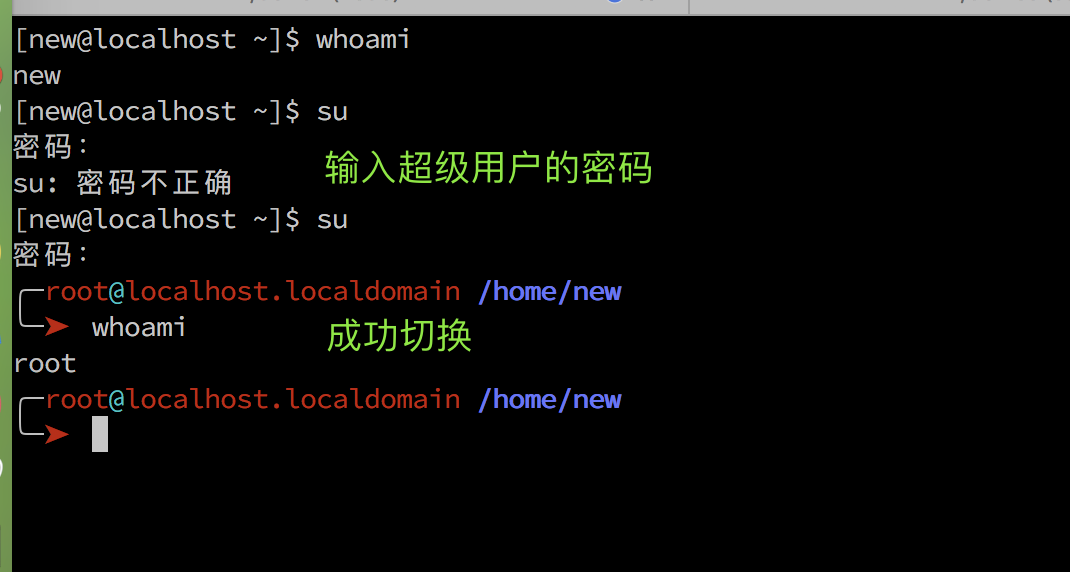 [new@localhost ~]$ whoami
new
[new@localhost ~]$ su
密码：
输入超级用户的密码
su: 密码不正确
[new@localhost ~]$ su
密码：
root@localhost.localdomain /home/new
➤ whoami
成功切换
root
root@localhost.localdomain /home/new
➤